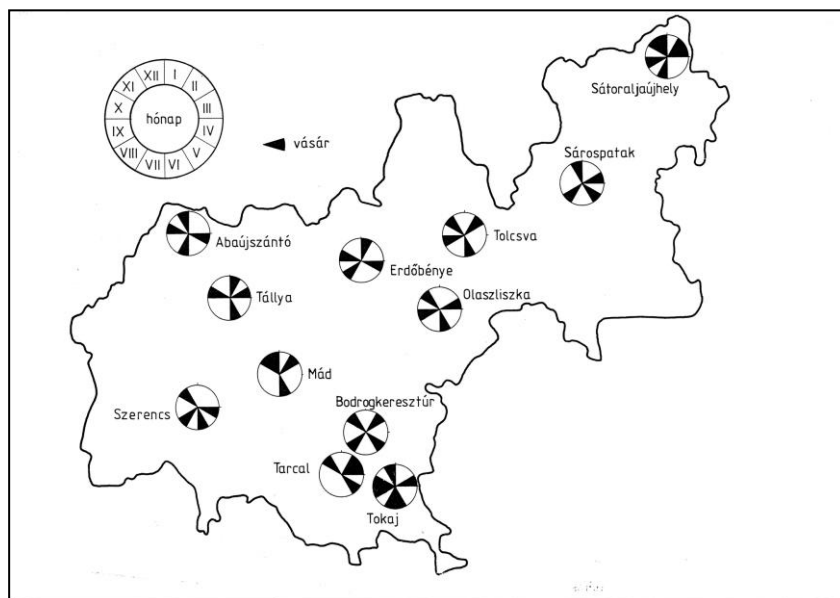 XII I
XI II
X III
hónap
IX IV
VIII V
VII VI
vásár
Sátoraljaújhely
Sárospatak
Abaújszántó
Tolcsva
Erdőbénye
Tállya
Olaszliszka
Mád
Szerencs
Bodrogkeresztúr
Tarcal
Tokaj